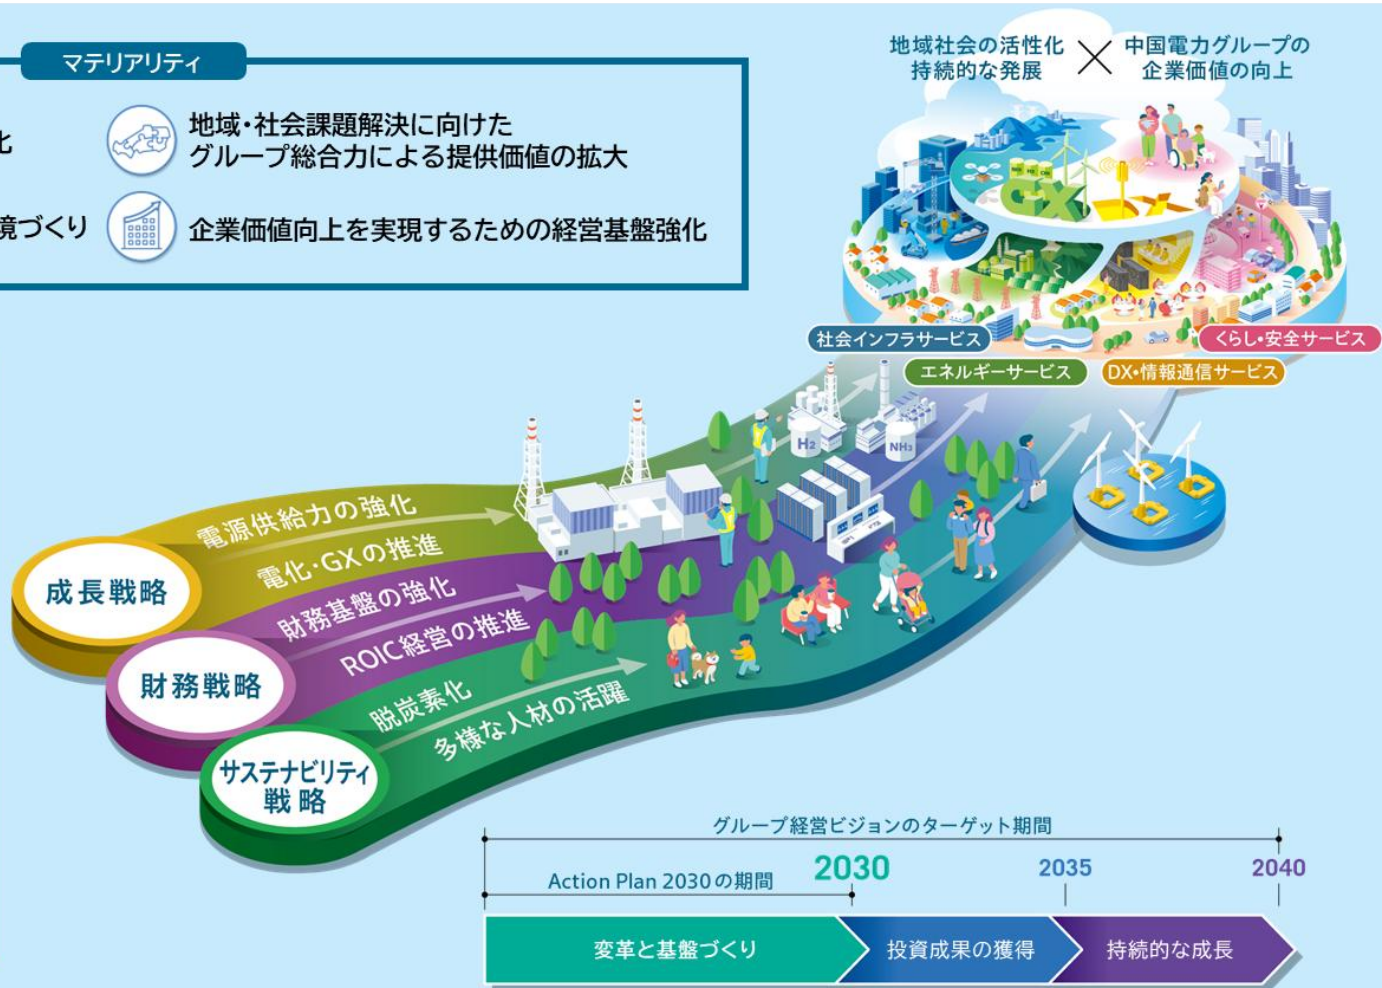 マテリアリティ
化
地域・社会課題解決に向けた
グループ総合力による提供価値の拡大
境づくり
企業価値向上を実現するための経営基盤強化
地域社会の活性化
持続的な発展
×
中国電力グループの
企業価値の向上
GX
DX
社会インフラサービス
くらし・安全サービス
エネルギーサービス
DX・情報通信サービス
H2
NH3
電源供給力の強化
電化・GXの推進
成長戦略
財務基盤の強化
ROIC経営の推進
財務戦略
脱炭素化
多様な人材の活躍
サステナビリティ
戦略
グループ経営ビジョンのターゲット期間
Action Plan 2030の期間
2030
2035
2040
変革と基盤づくり
投資成果の獲得
持続的な成長